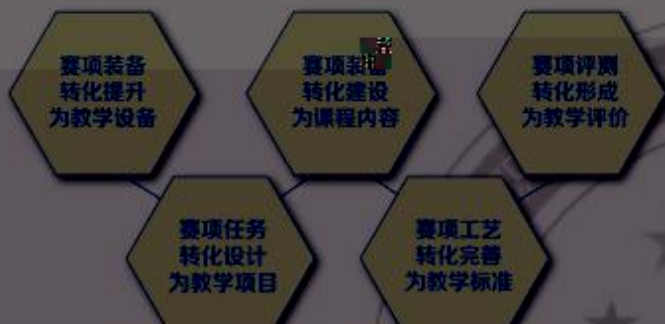 赛项装备
转化提升
为教学设备
赛项装备
转化建设
为课程内容
赛项评测
转化形成
为教学评价
赛项任务
转化设计
为教学项目
赛项工艺
转化完善
为教学标准